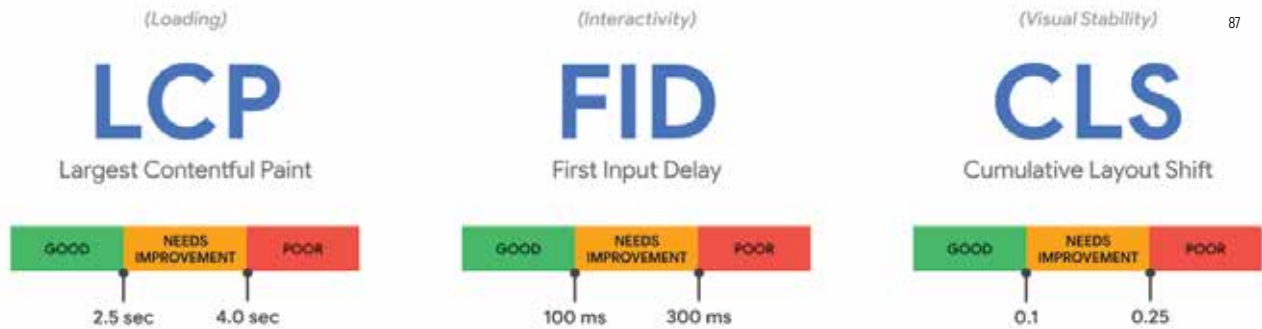 (Loading)
LCP
Largest Contentful Paint
GOOD
NEEDS
IMPROVEMENT
POOR
2.5 sec
4.0 sec
(Interactivity)
FID
First Input Delay
GOOD
NEEDS
IMPROVEMENT
POOR
100 ms
300 ms
(Visual Stability)
87
CLS
Cumulative Layout Shift
GOOD
NEEDS
IMPROVEMENT
POOR
0.1
0.25